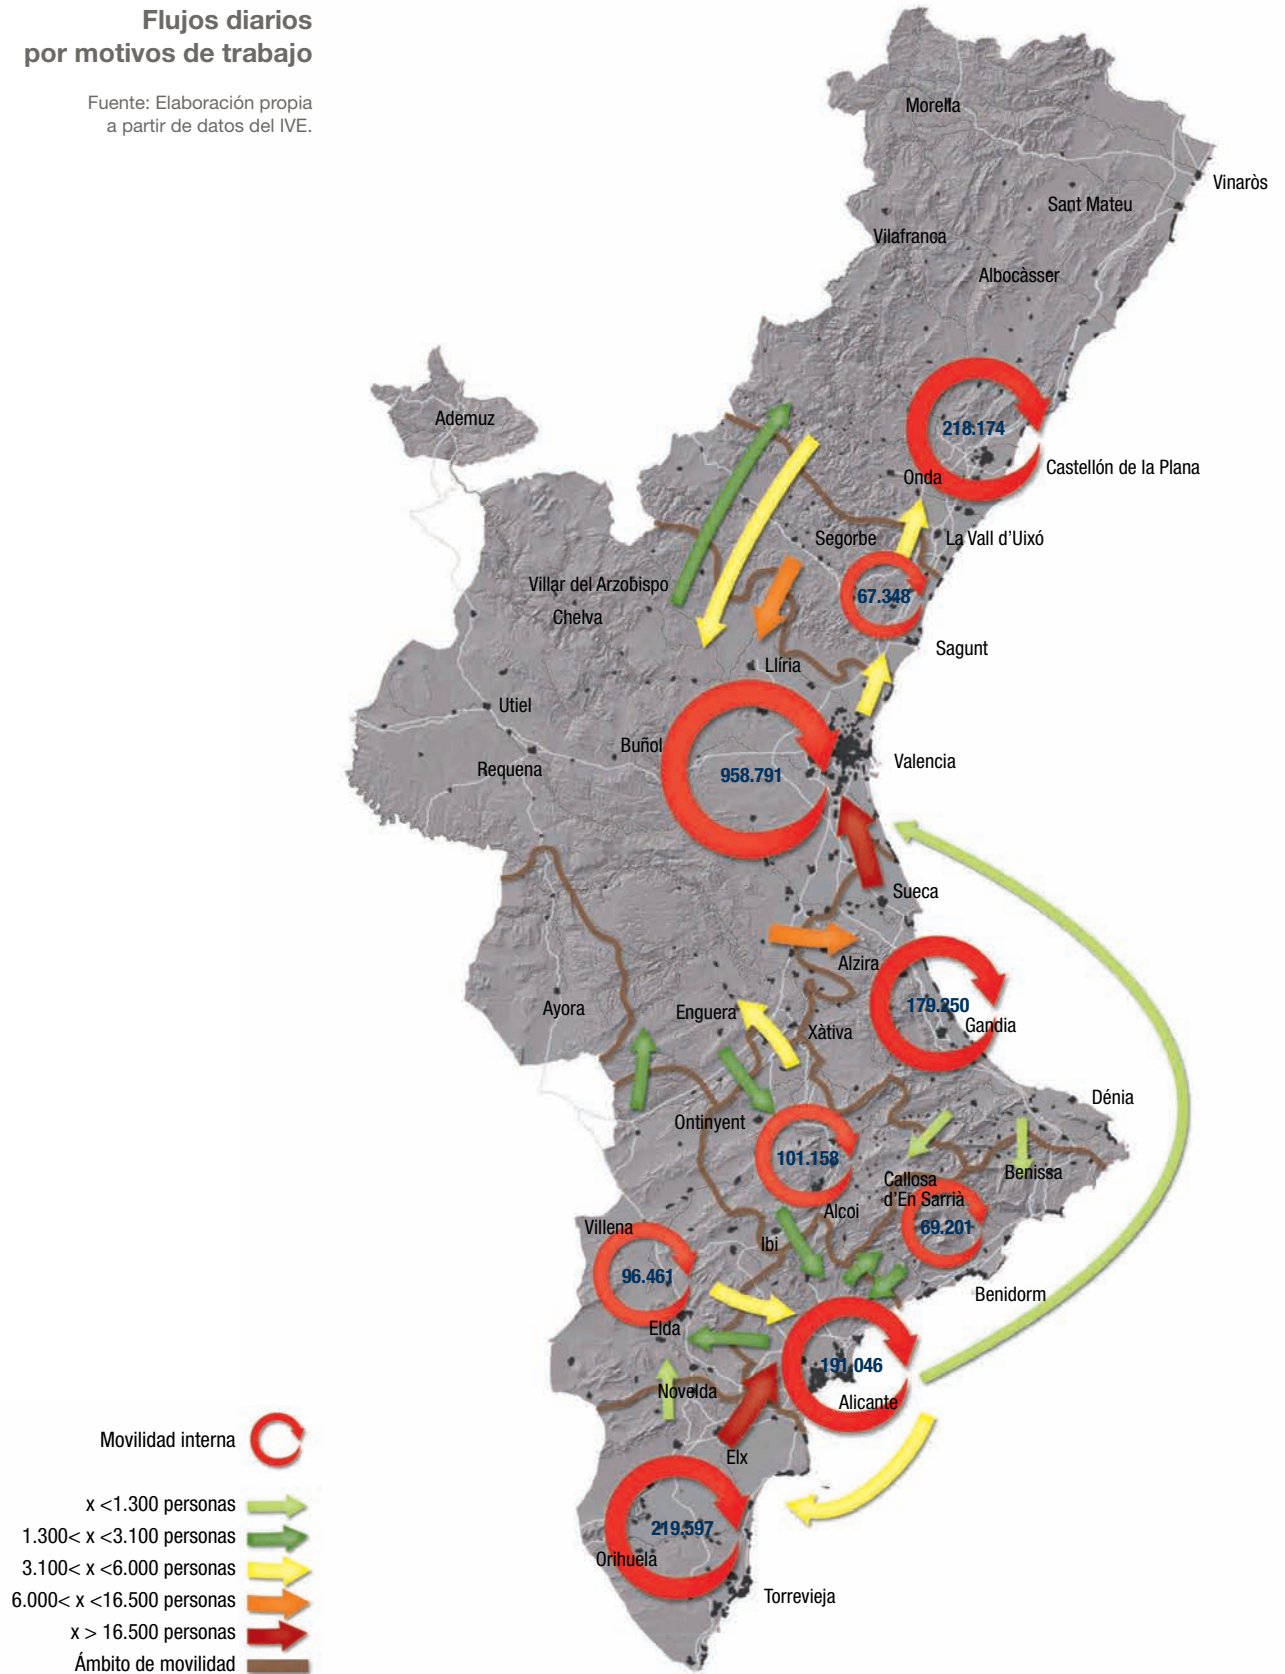 Flujos diarios
por motivos de trabajo
Fuente: Elaboración propia
a partir de datos del IVE.
Morella
Vinaròs
Sant Mateu
Vilafranca
Albocàsser
Ademuz
218.174
Castellón de la Plana
Onda
Segorbe
La Vall d'Uixó
Villar del Arzobispo
67.348
Chelva
Sagunt
Llíria
Utiel
Buñol
Valencia
Requena
958.791
Sueca
Alzira
Ayora
Enguera
179.250
Gandia
Xàtiva
Dénia
Ontinyent
101.158
Benissa
Callosa
d'En Sarrià
Alcoi
Villena
69.201
Ibi
96.461
Benidorm
Elda
191.046
Novelda
Alicante
Elx
219.597
Orihuela
Torrevieja
Movilidad interna
x <1.300 personas
1.300< x <3.100 personas
3.100< x <6.000 personas
6.000< x <16.500 personas
x > 16.500 personas
Ámbito de movilidad